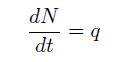 dN/dt = q